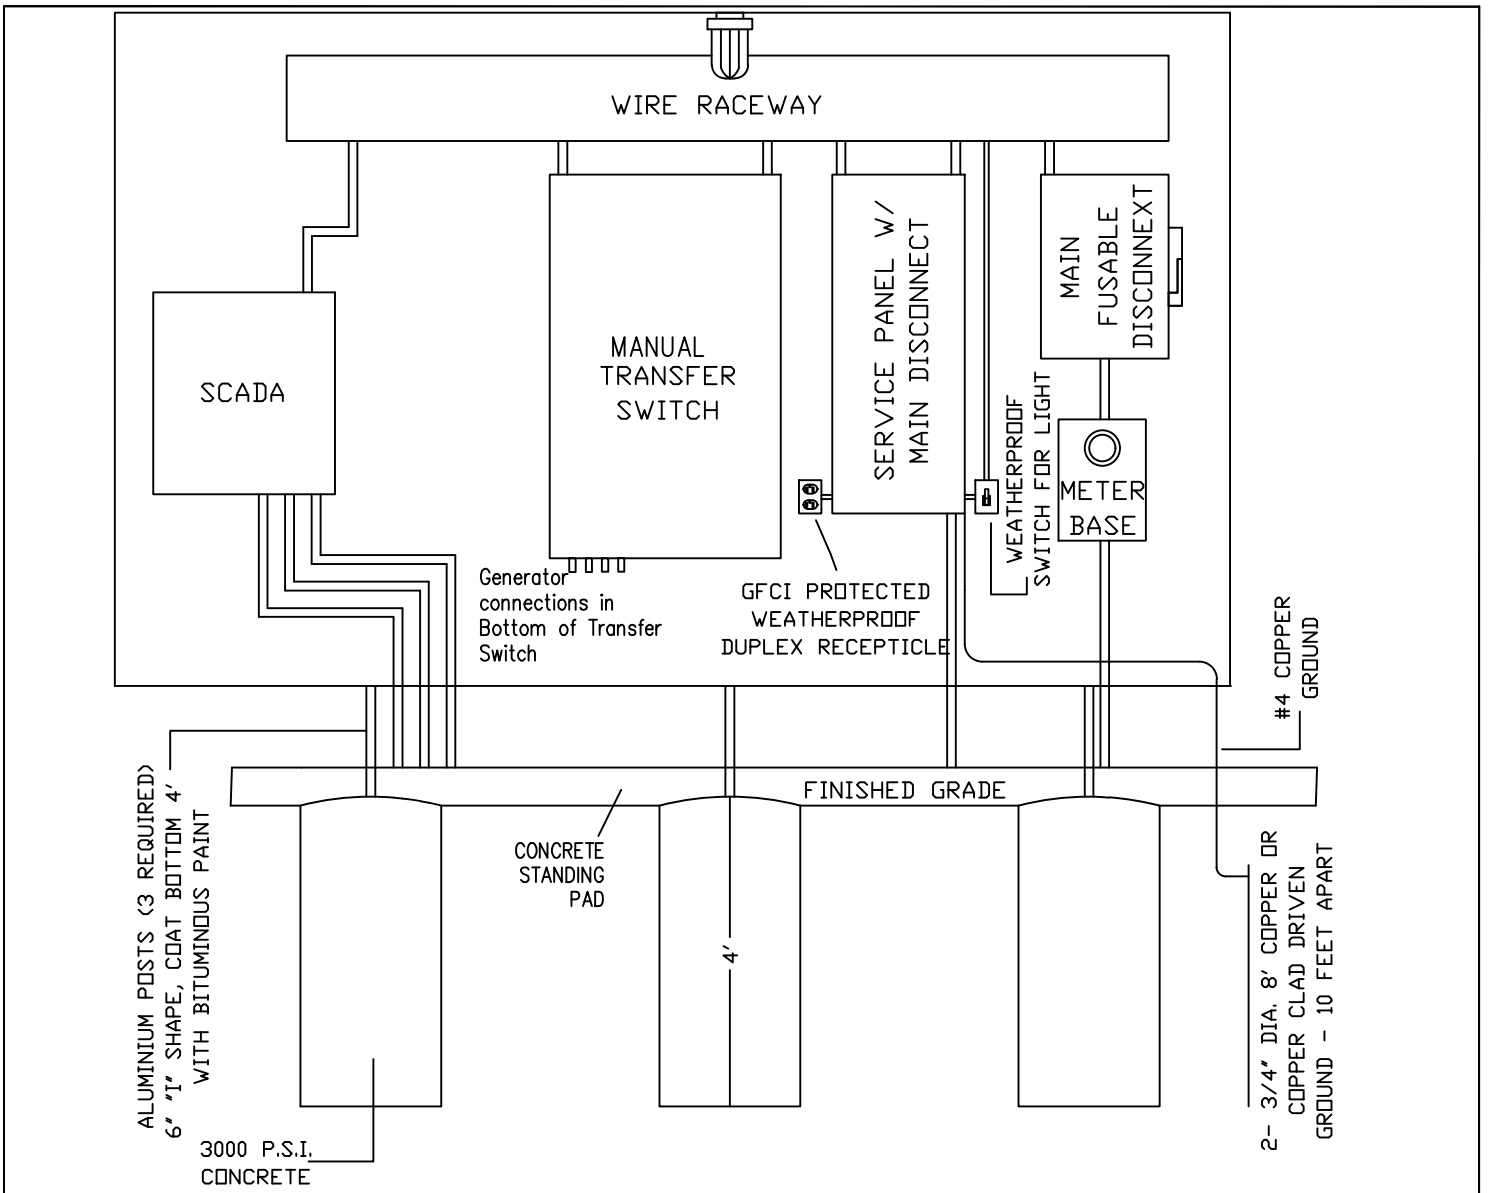 WIRE RACEWAY
SCADA
MANUAL
TRANSFER
SWITCH
SERVICE PANEL W/
MAIN DISCONNECT
MAIN
FUSABLE
DISCONNEXT
WEATHERPROOF
SWITCH FOR LIGHT
METER
BASE
Generator
connections in
Bottom of Transfer
Switch
GFCI PROTECTED
WEATHERPROOF
DUPLEX RECEPTICLE
#4 COPPER
GROUND
FINISHED GRADE
CONCRETE
STANDING
PAD
ALUMINIUM POSTS (3 REQUIRED)
6" "I" SHAPE, COAT BOTTOM 4'
WITH BITUMINOUS PAINT
4'
2- 3/4" DIA. 8' COPPER OR
COPPER CLAD DRIVEN
GROUND - 10 FEET APART
3000 P.S.I.
CONCRETE